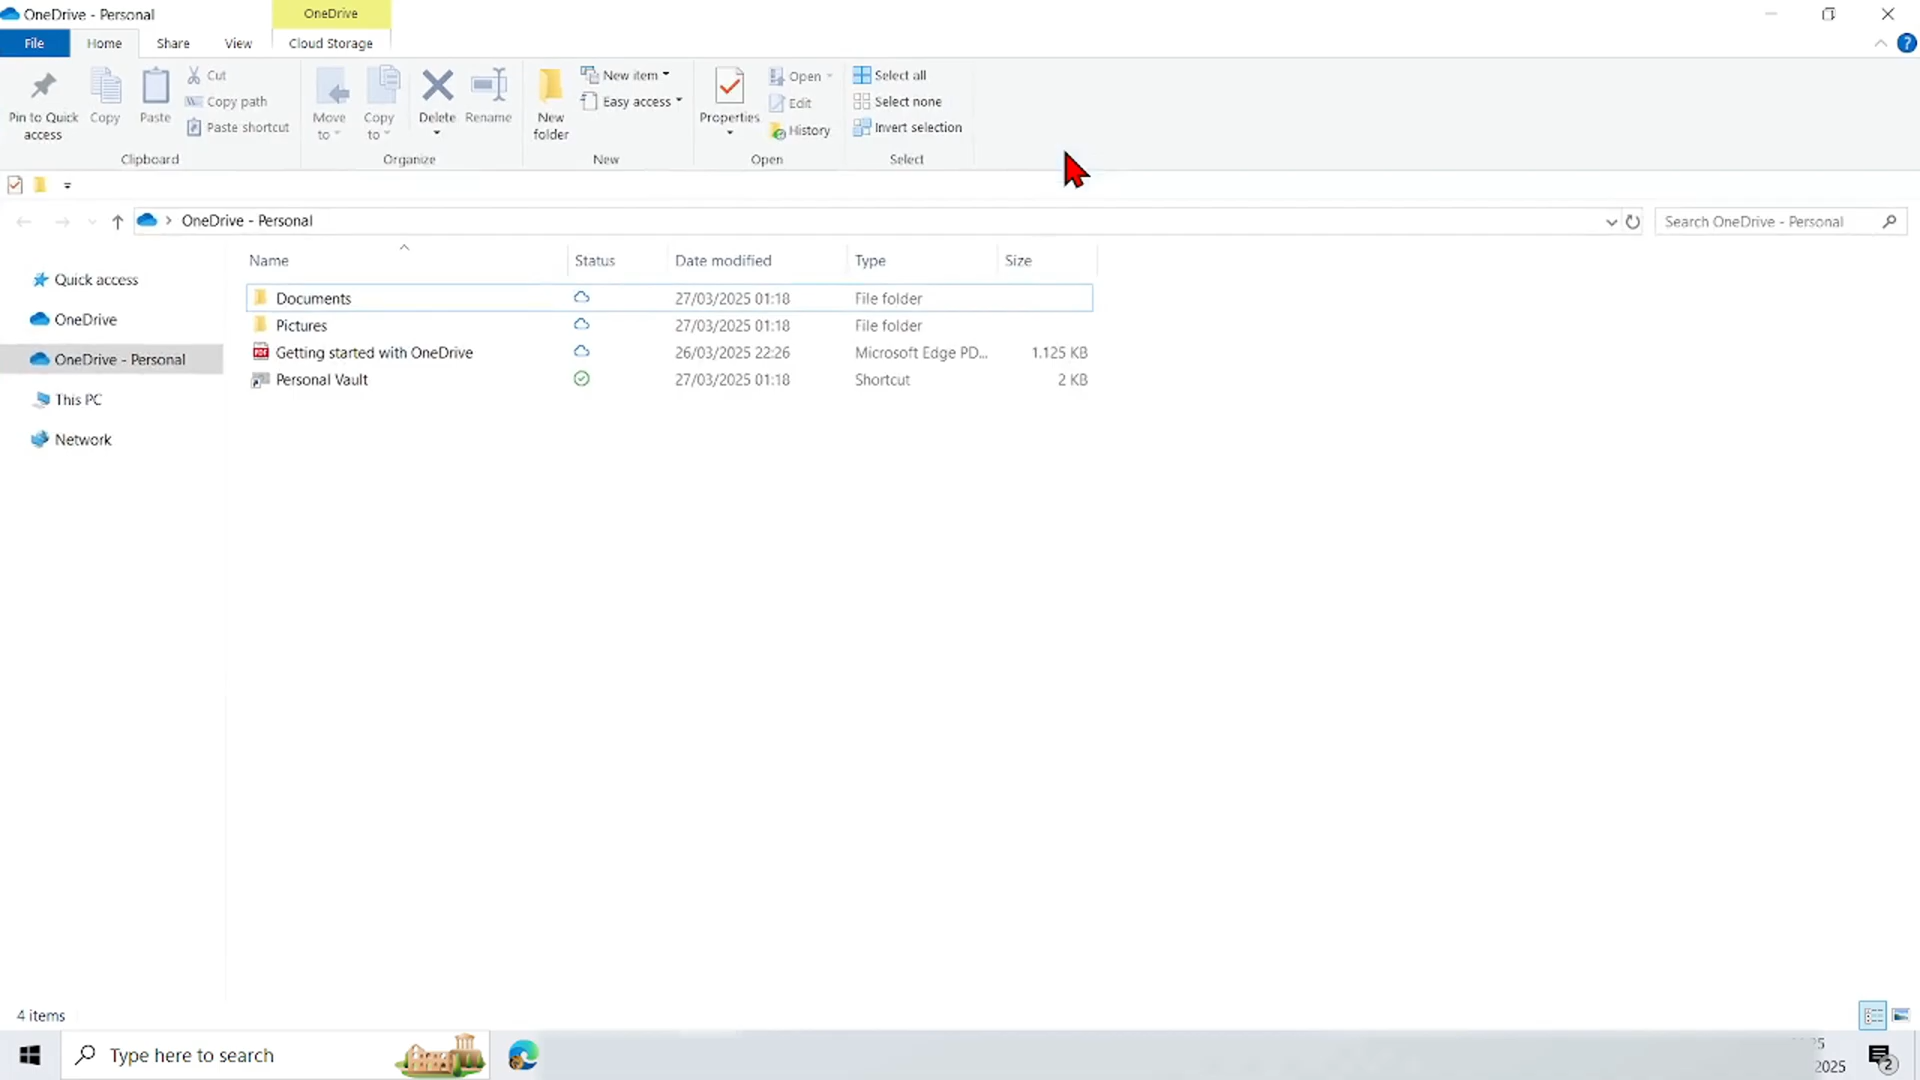 OneDrive - Personal
OneDrive
File
Home
Share
View
Cloud Storage
Pin to Quick access
Copy
Paste
Cut
Copy path
Paste shortcut
Clipboard
Move to
Copy to
Delete
Rename
Organize
New folder
New item
Easy access
New
Properties
Open
Edit
History
Open
Select all
Select none
Invert selection
Select
OneDrive - Personal
Search OneDrive - Personal
Quick access
OneDrive
OneDrive - Personal
This PC
Network
Name Status Date modified Type Size
Documents 27/03/2025 01:18 File folder
Pictures 27/03/2025 01:18 File folder
Getting started with OneDrive 26/03/2025 22:26 Microsoft Edge PD... 1.125 KB
Personal Vault 27/03/2025 01:18 Shortcut 2 KB
4 items
Type here to search
2025
2